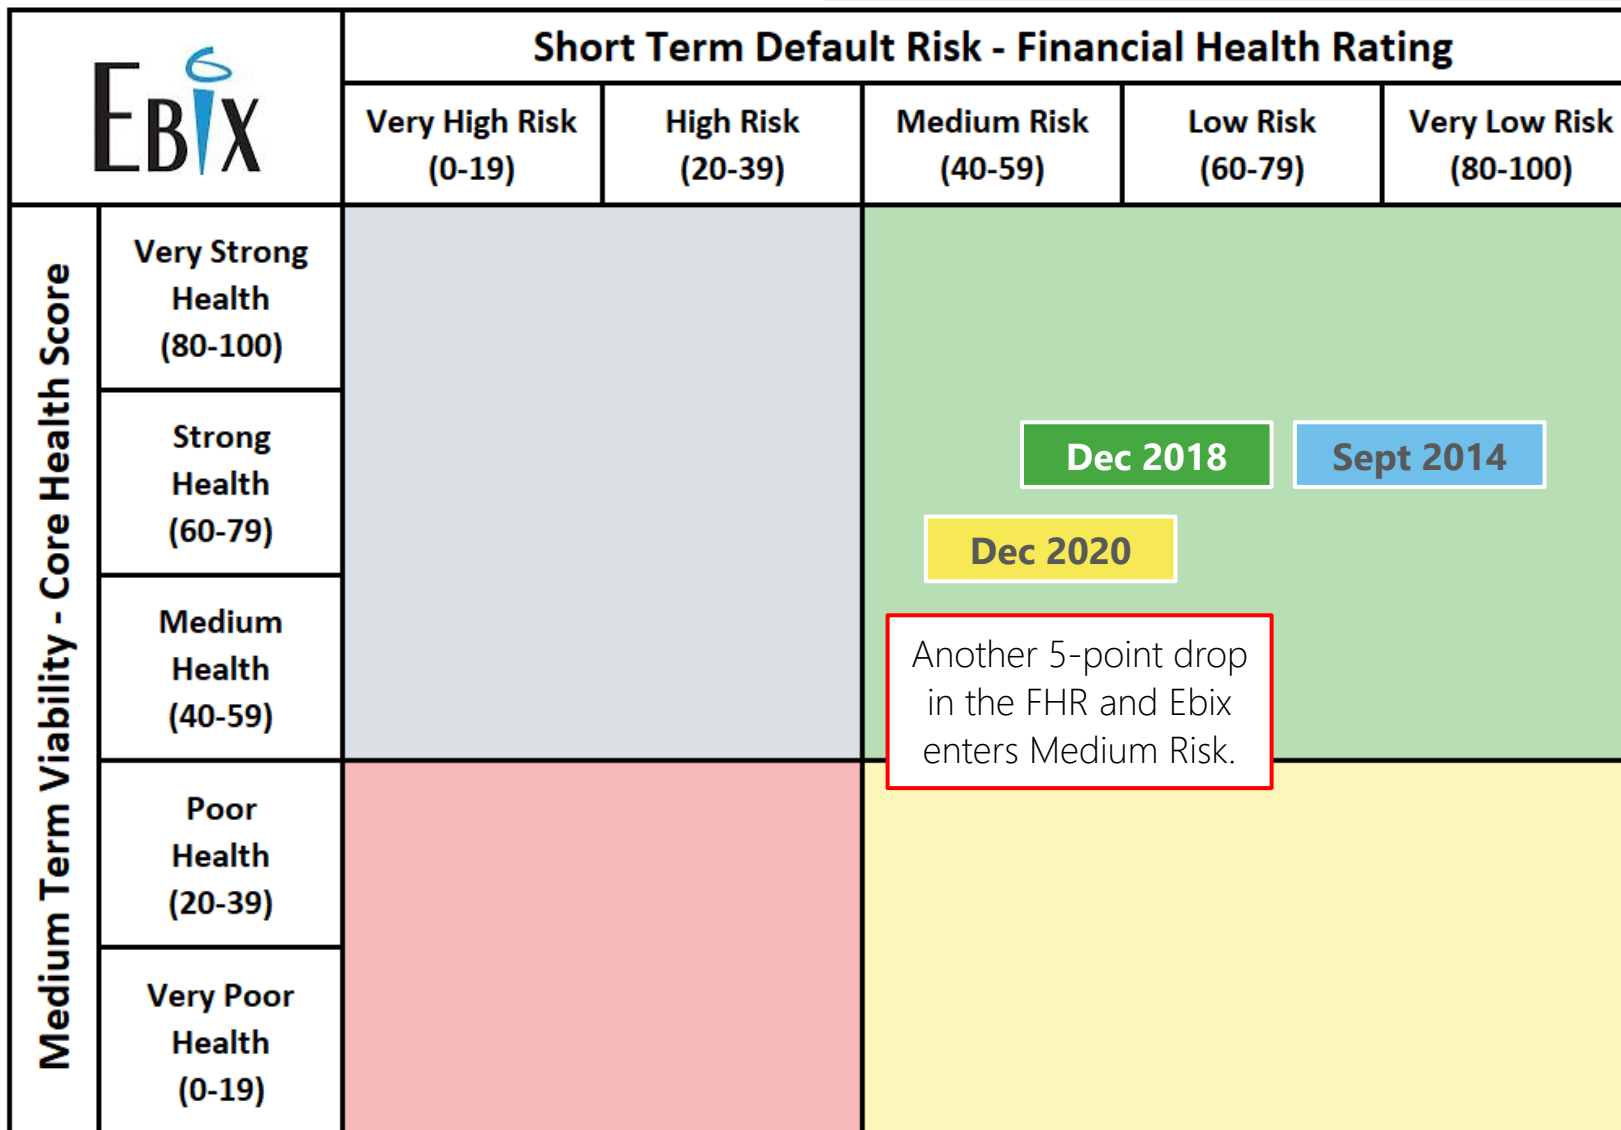 EBIX
Short Term Default Risk - Financial Health Rating
Very High Risk
(0-19)
High Risk
(20-39)
Medium Risk
(40-59)
Low Risk
(60-79)
Very Low Risk
(80-100)
Medium Term Viability - Core Health Score
Very Strong
Health
(80-100)
Strong
Health
(60-79)
Medium
Health
(40-59)
Poor
Health
(20-39)
Very Poor
Health
(0-19)
Dec 2018
Sept 2014
Dec 2020
Another 5-point drop
in the FHR and Ebix
enters Medium Risk.